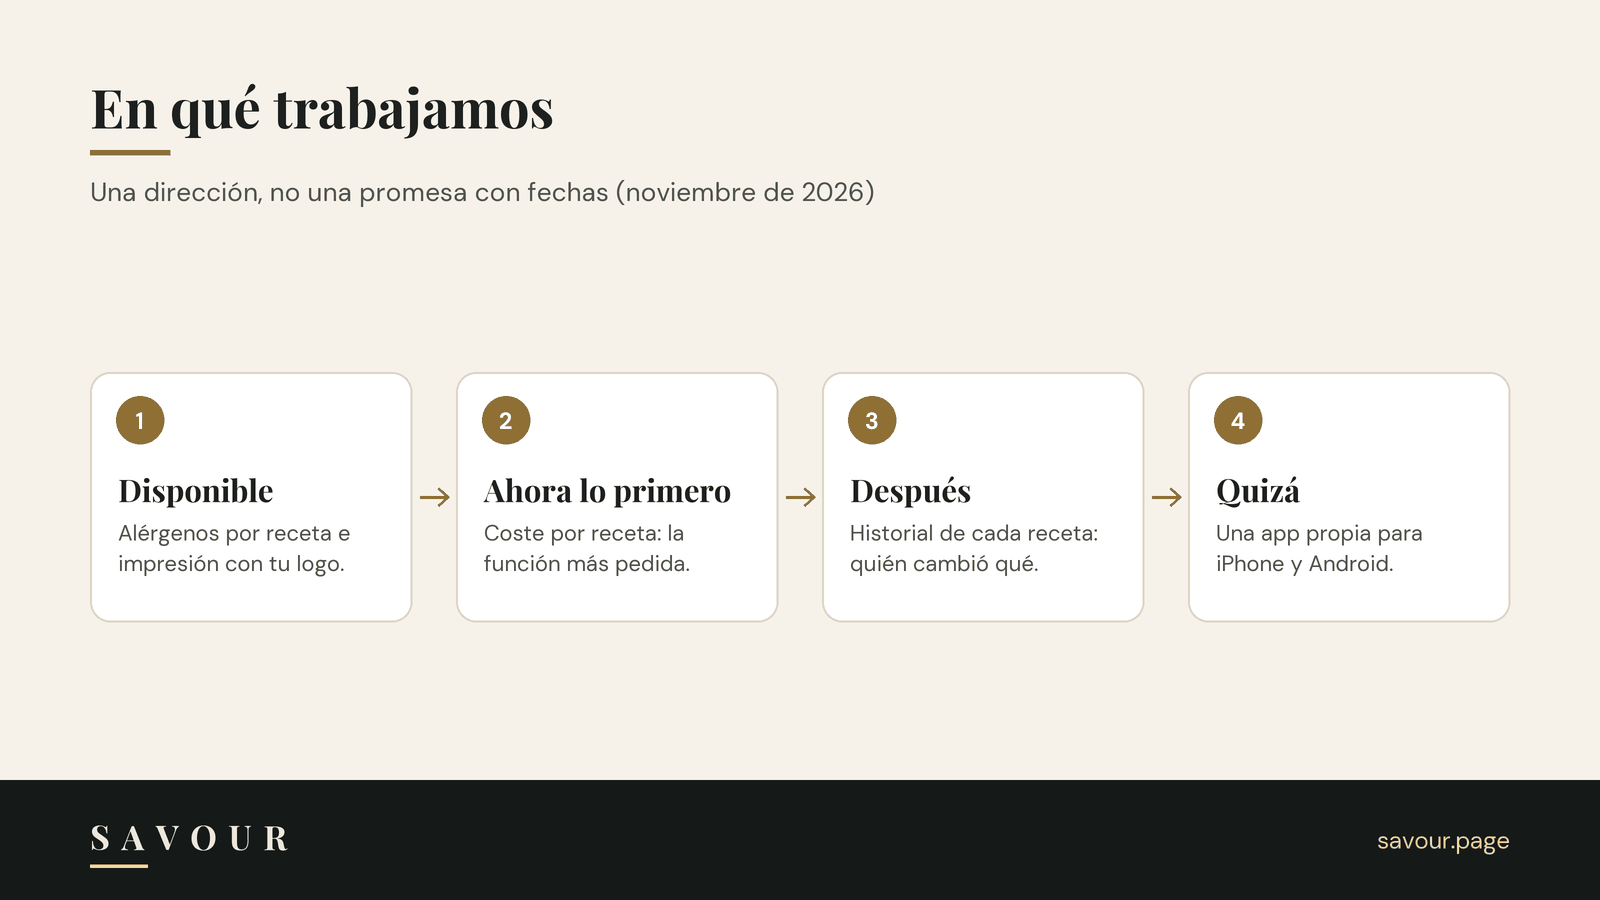 En qué trabajamos
Una dirección, no una promesa con fechas (noviembre de 2026)
1
Disponible
Alérgenos por receta e
impresión con tu logo.
2
Ahora lo primero
Coste por receta: la
función más pedida.
3
Después
Historial de cada receta:
quién cambió qué.
4
Quizá
Una app propia para
iPhone y Android.
SAVOUR
savour.page